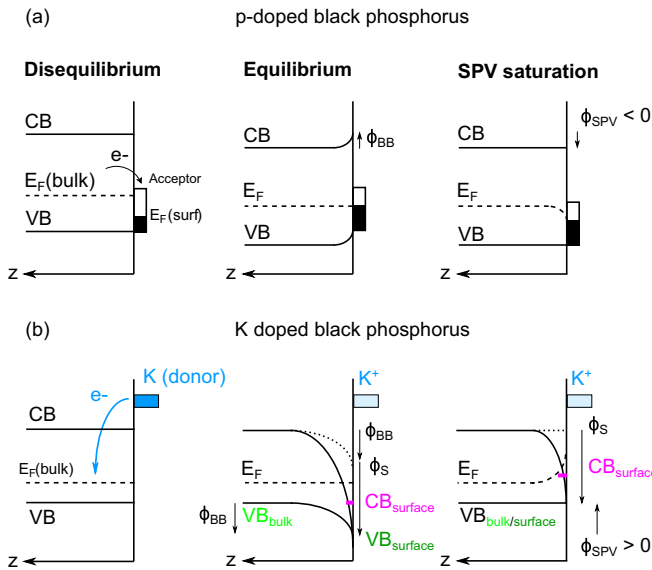 (a) p-doped black phosphorus
Disequilibrium Equilibrium SPV saturation
CB
e-
E_F(bulk) Acceptor
VB E_F(surf)
z
CB ϕ_BB
E_F
VB
z
CB ϕ_SPV < 0
E_F
VB
z
(b) K doped black phosphorus
K (donor)
e-
CB
E_F(bulk)
VB
z
K⁺
ϕ_BB
ϕ_S
E_F
CB_surface
ϕ_BB VB_bulk
VB_surface
z
K⁺
ϕ_S
E_F CB_surface
VB_bulk/surface
ϕ_SPV > 0
z